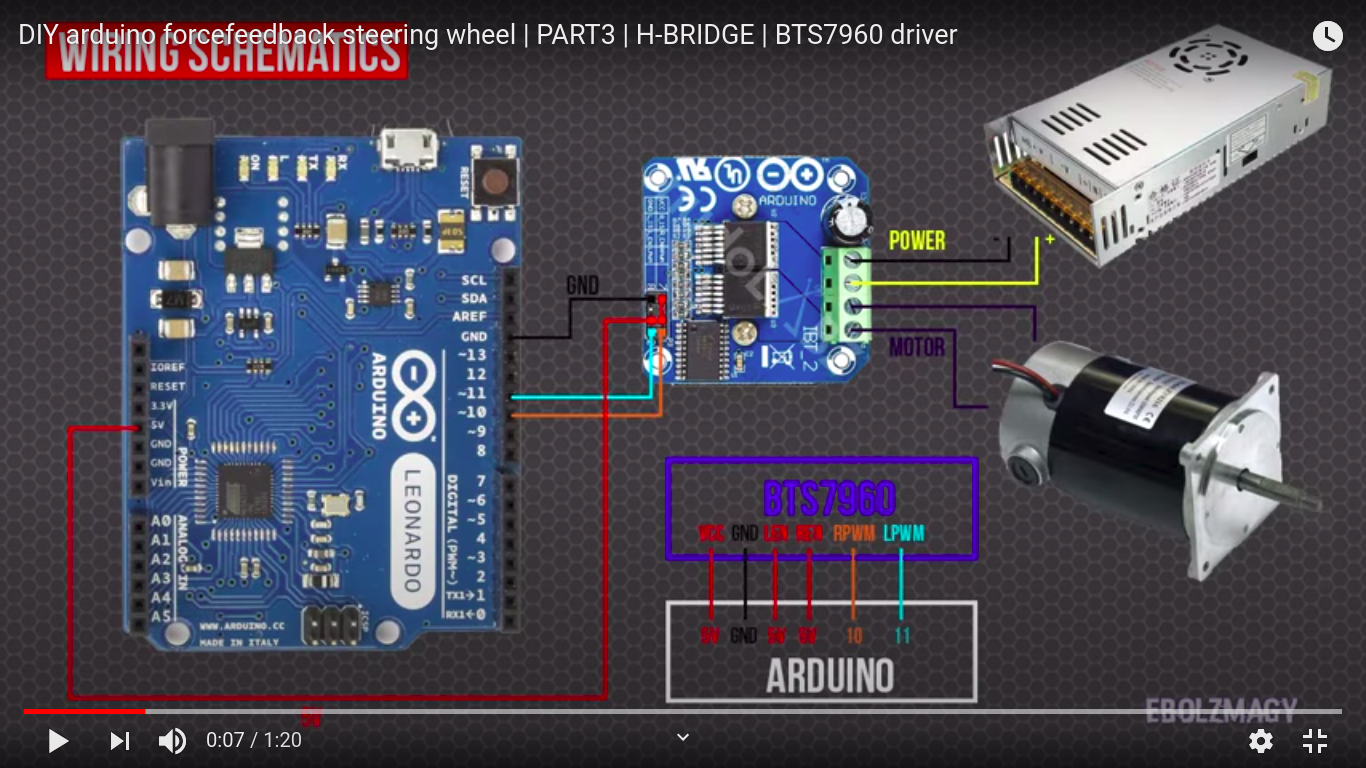 DIY arduino forcefeedback steering wheel | PART3 | H-BRIDGE | BTS7960 driver
WIRING SCHEMATICS
ON
L
TX
RX
RESET
SCL
SDA
AREF
GND
~13
12
~11
~10
~9
8
7
~6
~5
4
~3
2
TX1→1
RX1←0
DIGITAL (PWM~)
IOREF
RESET
3.3V
5V
GND
GND
Vin
POWER
A0
A1
A2
A3
A4
A5
ANALOG IN
ARDUINO
LEONARDO
ICSP
WWW.ARDUINO.CC
MADE IN ITALY
GND
ARDUINO
IBT_2
POWER
- +
MOTOR
BTS7960
VCC GND LEN REN RPWM LPWM
5V GND 5V 5V 10 11
ARDUINO
5V
EBOLZMAGY
0:07 / 1:20